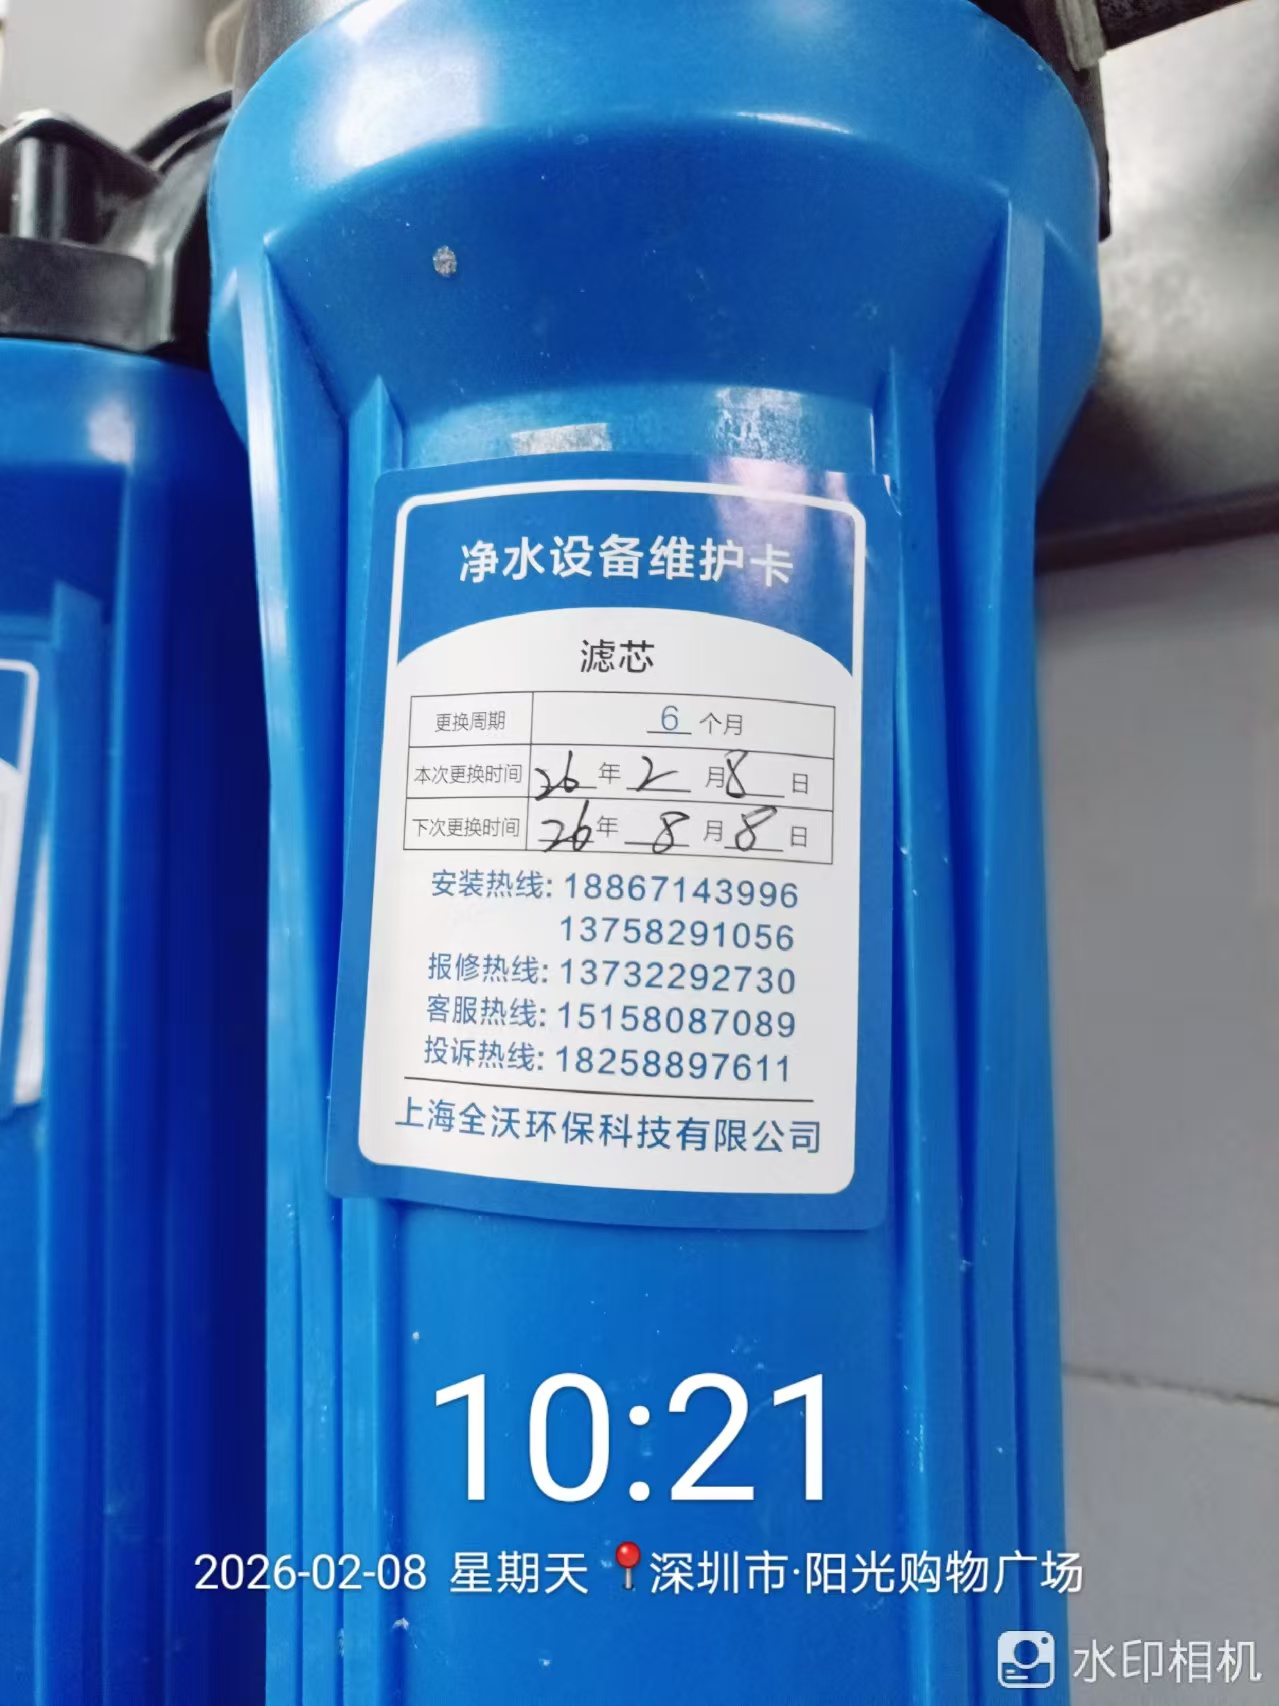 净水设备维护卡
滤芯
更换周期 6 个月
本次更换时间 26 年 2 月 8 日
下次更换时间 26 年 8 月 8 日
安装热线: 18867143996
13758291056
报修热线: 13732292730
客服热线: 15158087089
投诉热线: 18258897611
上海全沃环保科技有限公司
10:21
2026-02-08 星期天 📍深圳市·阳光购物广场
水印相机